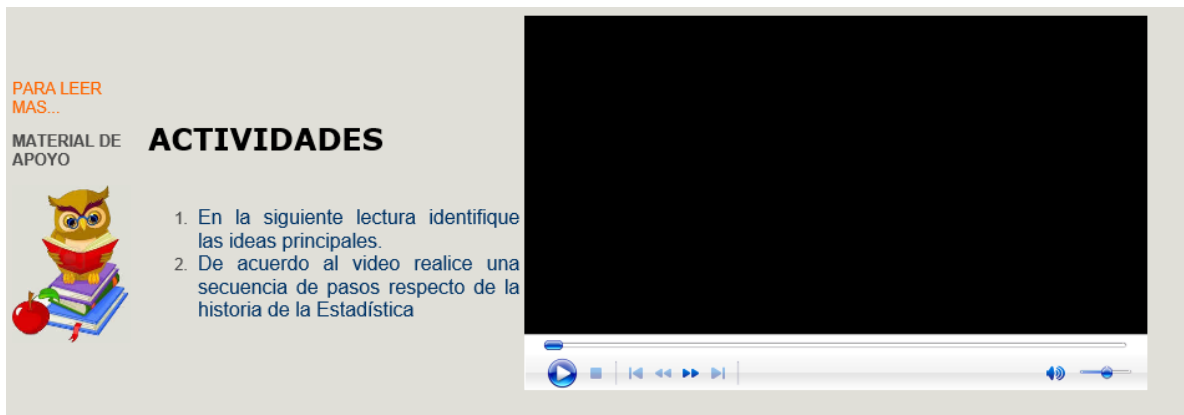 PARA LEER
MAS...
MATERIAL DE
APOYO
ACTIVIDADES
1. En la siguiente lectura identifique
las ideas principales.
2. De acuerdo al video realice una
secuencia de pasos respecto de la
historia de la Estadística